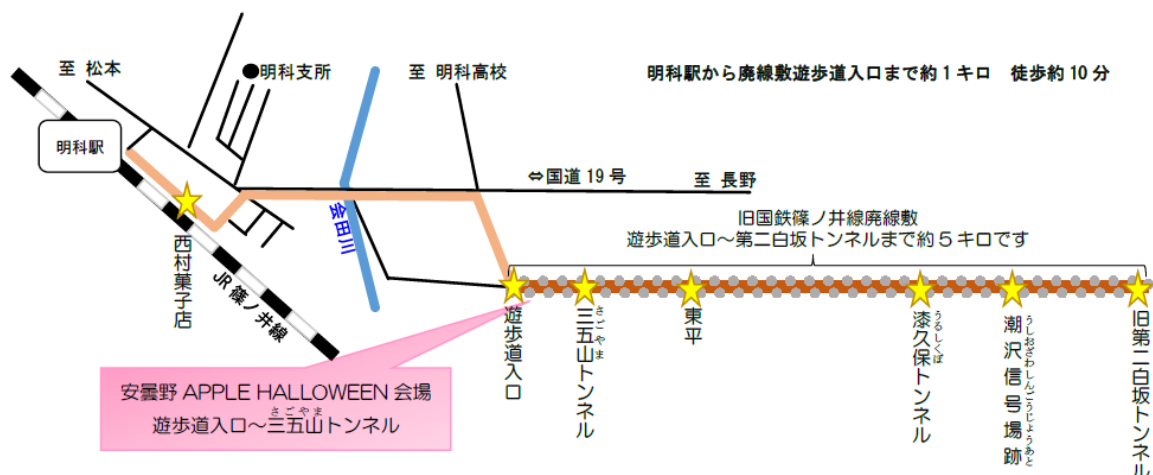 至 松本
●明科支所
至 明科高校
明科駅から廃線敷遊歩道入口まで約1キロ 徒歩約10分
明科駅
⇔国道19号
至 長野
会田川
西村菓子店
JR篠ノ井線
旧国鉄篠ノ井線廃線敷
遊歩道入口～第二白坂トンネルまで約5キロです
遊歩道入口
三五山トンネル
さごやま
東平
漆久保トンネル
うるしくぼ
潮沢信号場跡
うしおざわしんごうじょうあと
旧第二白坂トンネル
安曇野 APPLE HALLOWEEN 会場
さごやま
遊歩道入口～三五山トンネル